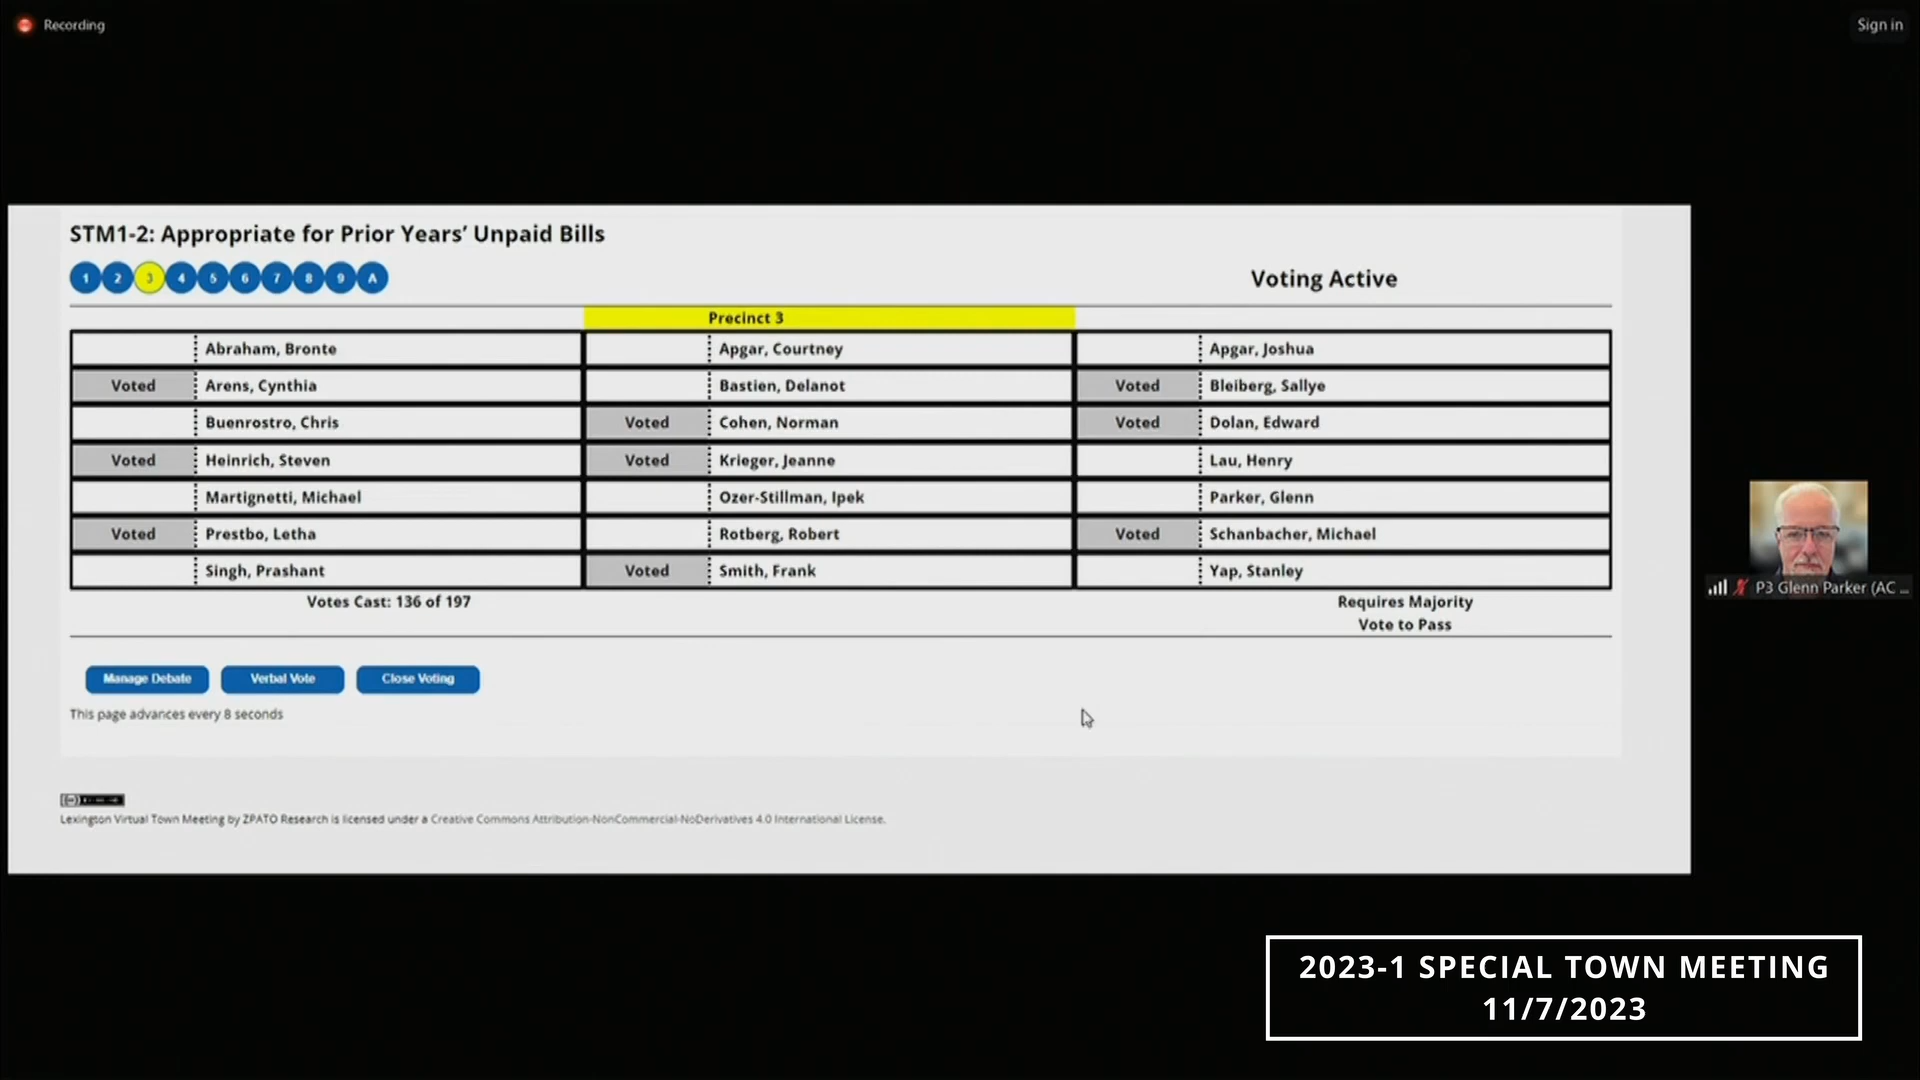 Recording
Sign in
STM1-2: Appropriate for Prior Years’ Unpaid Bills
1 2 3 4 5 6 7 8 9 A
Voting Active
Precinct 3
Abraham, Bronte Apgar, Courtney Apgar, Joshua
Voted Arens, Cynthia Bastien, Delanot Voted Bleiberg, Sallye
Buenrostro, Chris Voted Cohen, Norman Voted Dolan, Edward
Voted Heinrich, Steven Voted Krieger, Jeanne Lau, Henry
Martignetti, Michael Ozer-Stillman, Ipek Parker, Glenn
Voted Prestbo, Letha Rotberg, Robert Voted Schanbacher, Michael
Singh, Prashant Voted Smith, Frank Yap, Stanley
Votes Cast: 136 of 197
Requires Majority
Vote to Pass
Manage Debate Verbal Vote Close Voting
This page advances every 8 seconds
Lexington Virtual Town Meeting by ZPATO Research is licensed under a Creative Commons Attribution-NonCommercial-NoDerivatives 4.0 International License.
P3 Glenn Parker (AC ...
2023-1 SPECIAL TOWN MEETING
11/7/2023